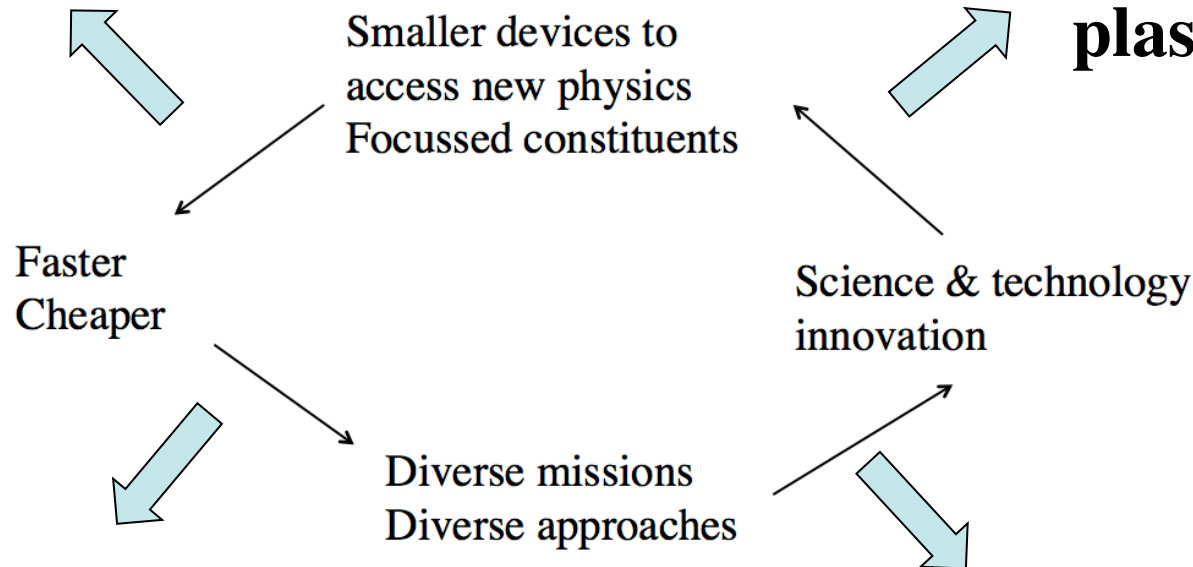 Smaller devices to
access new physics
Focussed constituents
plas
Faster
Cheaper
Science & technology
innovation
Diverse missions
Diverse approaches